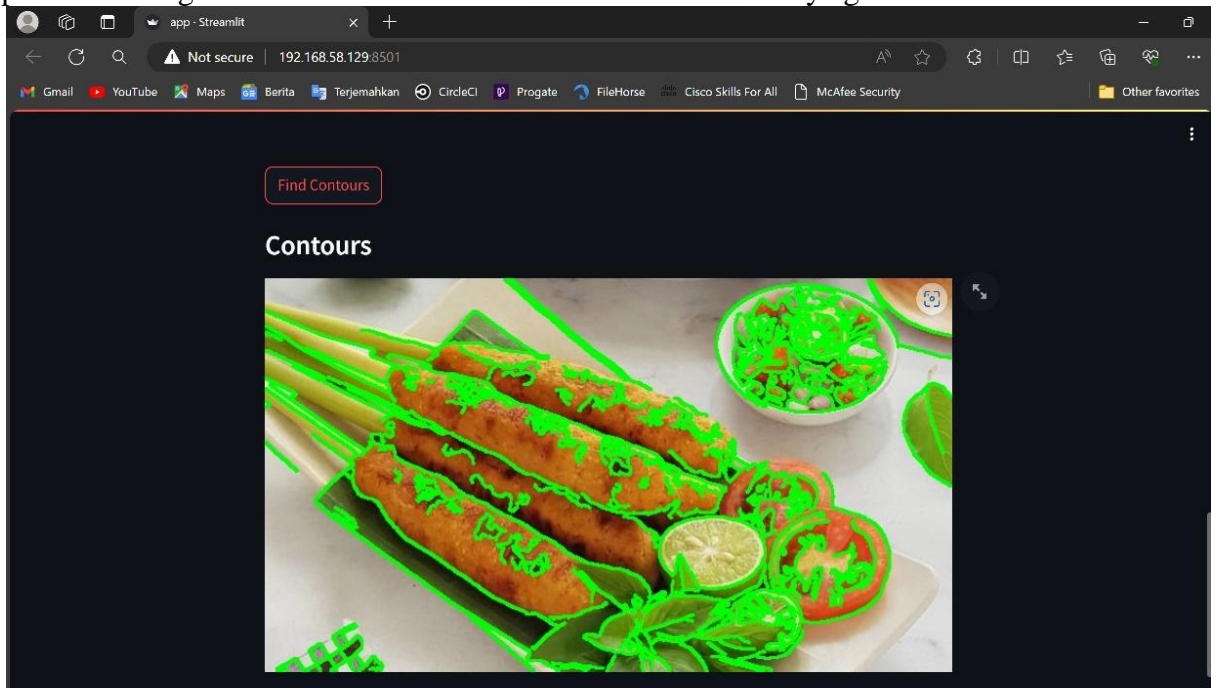 app - Streamlit
Not secure 192.168.58.129:8501
Gmail YouTube Maps Berita Terjemahkan CircleCI Progate FileHorse Cisco Skills For All McAfee Security Other favorites
Find Contours
Contours